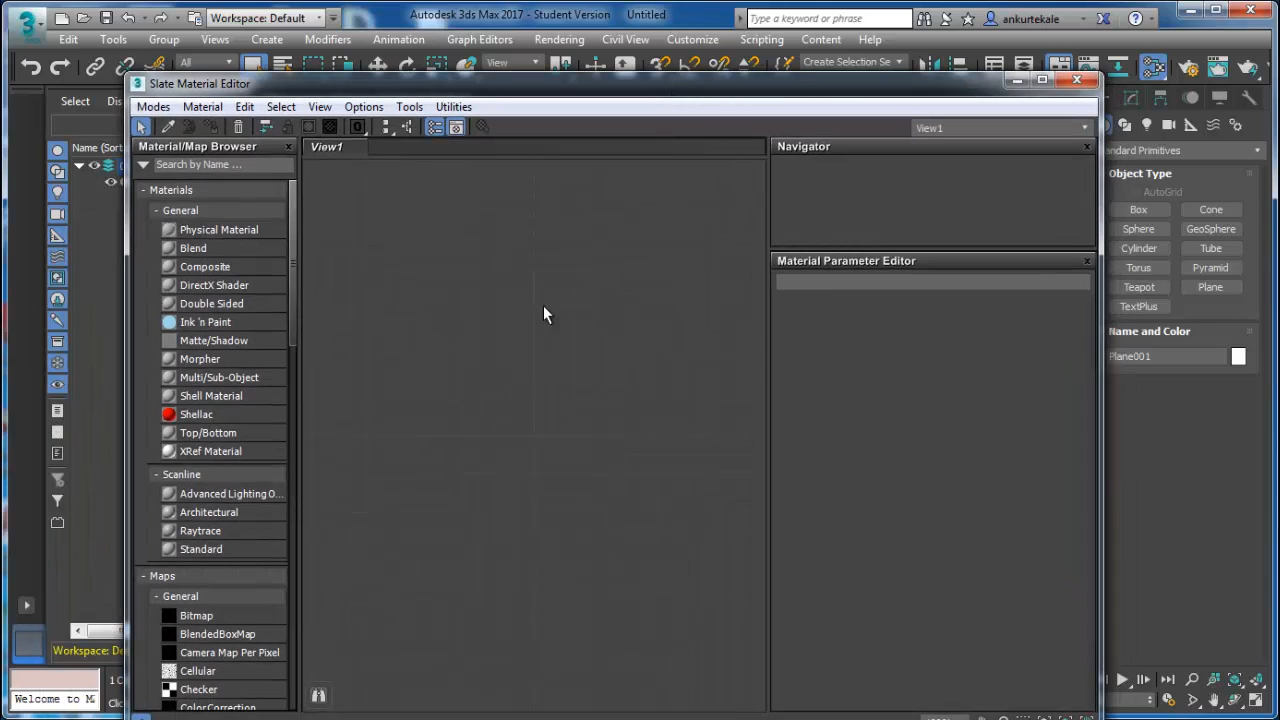 Workspace: Default
Autodesk 3ds Max 2017 - Student Version Untitled
Type a keyword or phrase
ankurtekale
Edit Tools Group Views Create Modifiers Animation Graph Editors Rendering Civil View Customize Scripting Content Help
All
View
Create Selection Se
Slate Material Editor
Select Dis
Modes Material Edit Select View Options Tools Utilities
View1
Material/Map Browser
View1
Navigator
Search by Name ...
Name (Sort
Materials
General
Physical Material
Blend
Composite
DirectX Shader
Double Sided
Ink 'n Paint
Matte/Shadow
Morpher
Multi/Sub-Object
Shell Material
Shellac
Top/Bottom
XRef Material
Scanline
Advanced Lighting O...
Architectural
Raytrace
Standard
Maps
General
Bitmap
BlendedBoxMap
Camera Map Per Pixel
Cellular
Checker
ColorCorrection
Material Parameter Editor
andard Primitives
Object Type
AutoGrid
Box Cone
Sphere GeoSphere
Cylinder Tube
Torus Pyramid
Teapot Plane
TextPlus
Name and Color
Plane001
Workspace: De
Welcome to M
1 C
Clic